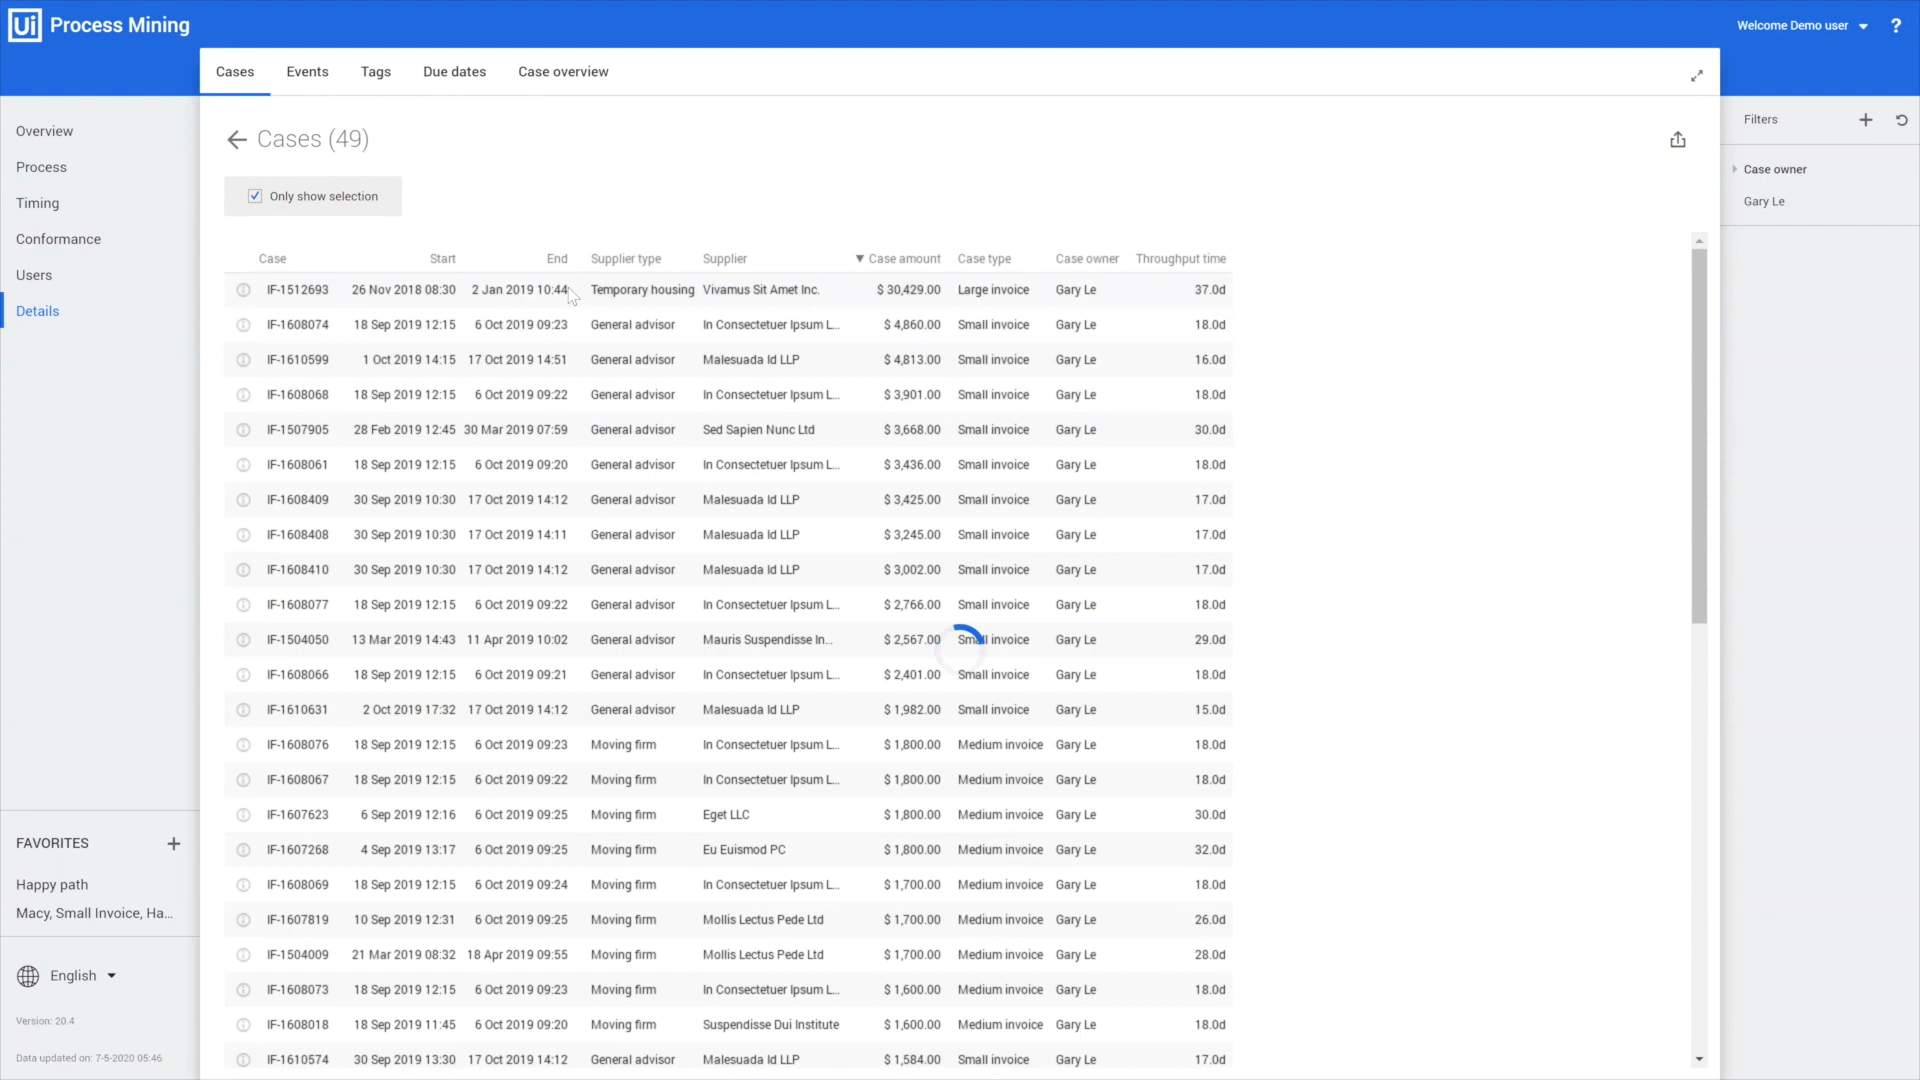 Ui Process Mining
Welcome Demo user ?
Cases Events Tags Due dates Case overview
Overview
Process
Timing
Conformance
Users
Details
FAVORITES +
Happy path
Macy, Small Invoice, Ha...
English
Version: 20.4
Data updated on: 7-5-2020 05:46
Cases (49)
Only show selection
Case Start End Supplier type Supplier ▼ Case amount Case type Case owner Throughput time
IF-1512693 26 Nov 2018 08:30 2 Jan 2019 10:44 Temporary housing Vivamus Sit Amet Inc. $ 30,429.00 Large invoice Gary Le 37.0d
IF-1608074 18 Sep 2019 12:15 6 Oct 2019 09:23 General advisor In Consectetuer Ipsum L... $ 4,860.00 Small invoice Gary Le 18.0d
IF-1610599 1 Oct 2019 14:15 17 Oct 2019 14:51 General advisor Malesuada Id LLP $ 4,813.00 Small invoice Gary Le 16.0d
IF-1608068 18 Sep 2019 12:15 6 Oct 2019 09:22 General advisor In Consectetuer Ipsum L... $ 3,901.00 Small invoice Gary Le 18.0d
IF-1507905 28 Feb 2019 12:45 30 Mar 2019 07:59 General advisor Sed Sapien Nunc Ltd $ 3,668.00 Small invoice Gary Le 30.0d
IF-1608061 18 Sep 2019 12:15 6 Oct 2019 09:20 General advisor In Consectetuer Ipsum L... $ 3,436.00 Small invoice Gary Le 18.0d
IF-1608409 30 Sep 2019 10:30 17 Oct 2019 14:12 General advisor Malesuada Id LLP $ 3,425.00 Small invoice Gary Le 17.0d
IF-1608408 30 Sep 2019 10:30 17 Oct 2019 14:11 General advisor Malesuada Id LLP $ 3,245.00 Small invoice Gary Le 17.0d
IF-1608410 30 Sep 2019 10:30 17 Oct 2019 14:12 General advisor Malesuada Id LLP $ 3,002.00 Small invoice Gary Le 17.0d
IF-1608077 18 Sep 2019 12:15 6 Oct 2019 09:22 General advisor In Consectetuer Ipsum L... $ 2,766.00 Small invoice Gary Le 18.0d
IF-1504050 13 Mar 2019 14:43 11 Apr 2019 10:02 General advisor Mauris Suspendisse In... $ 2,567.00 Small invoice Gary Le 29.0d
IF-1608066 18 Sep 2019 12:15 6 Oct 2019 09:21 General advisor In Consectetuer Ipsum L... $ 2,401.00 Small invoice Gary Le 18.0d
IF-1610631 2 Oct 2019 17:32 17 Oct 2019 14:12 General advisor Malesuada Id LLP $ 1,982.00 Small invoice Gary Le 15.0d
IF-1608076 18 Sep 2019 12:15 6 Oct 2019 09:23 Moving firm In Consectetuer Ipsum L... $ 1,800.00 Medium invoice Gary Le 18.0d
IF-1608067 18 Sep 2019 12:15 6 Oct 2019 09:22 Moving firm In Consectetuer Ipsum L... $ 1,800.00 Medium invoice Gary Le 18.0d
IF-1607623 6 Sep 2019 12:16 6 Oct 2019 09:25 Moving firm Eget LLC $ 1,800.00 Medium invoice Gary Le 30.0d
IF-1607268 4 Sep 2019 13:17 6 Oct 2019 09:25 Moving firm Eu Euismod PC $ 1,800.00 Medium invoice Gary Le 32.0d
IF-1608069 18 Sep 2019 12:15 6 Oct 2019 09:24 Moving firm In Consectetuer Ipsum L... $ 1,700.00 Medium invoice Gary Le 18.0d
IF-1607819 10 Sep 2019 12:31 6 Oct 2019 09:25 Moving firm Mollis Lectus Pede Ltd $ 1,700.00 Medium invoice Gary Le 26.0d
IF-1504009 21 Mar 2019 08:32 18 Apr 2019 09:55 Moving firm Mollis Lectus Pede Ltd $ 1,700.00 Medium invoice Gary Le 28.0d
IF-1608073 18 Sep 2019 12:15 6 Oct 2019 09:23 Moving firm In Consectetuer Ipsum L... $ 1,600.00 Medium invoice Gary Le 18.0d
IF-1608018 18 Sep 2019 11:45 6 Oct 2019 09:20 Moving firm Suspendisse Dui Institute $ 1,600.00 Medium invoice Gary Le 18.0d
IF-1610574 30 Sep 2019 13:30 17 Oct 2019 14:12 General advisor Malesuada Id LLP $ 1,584.00 Small invoice Gary Le 17.0d
Filters +
Case owner
Gary Le